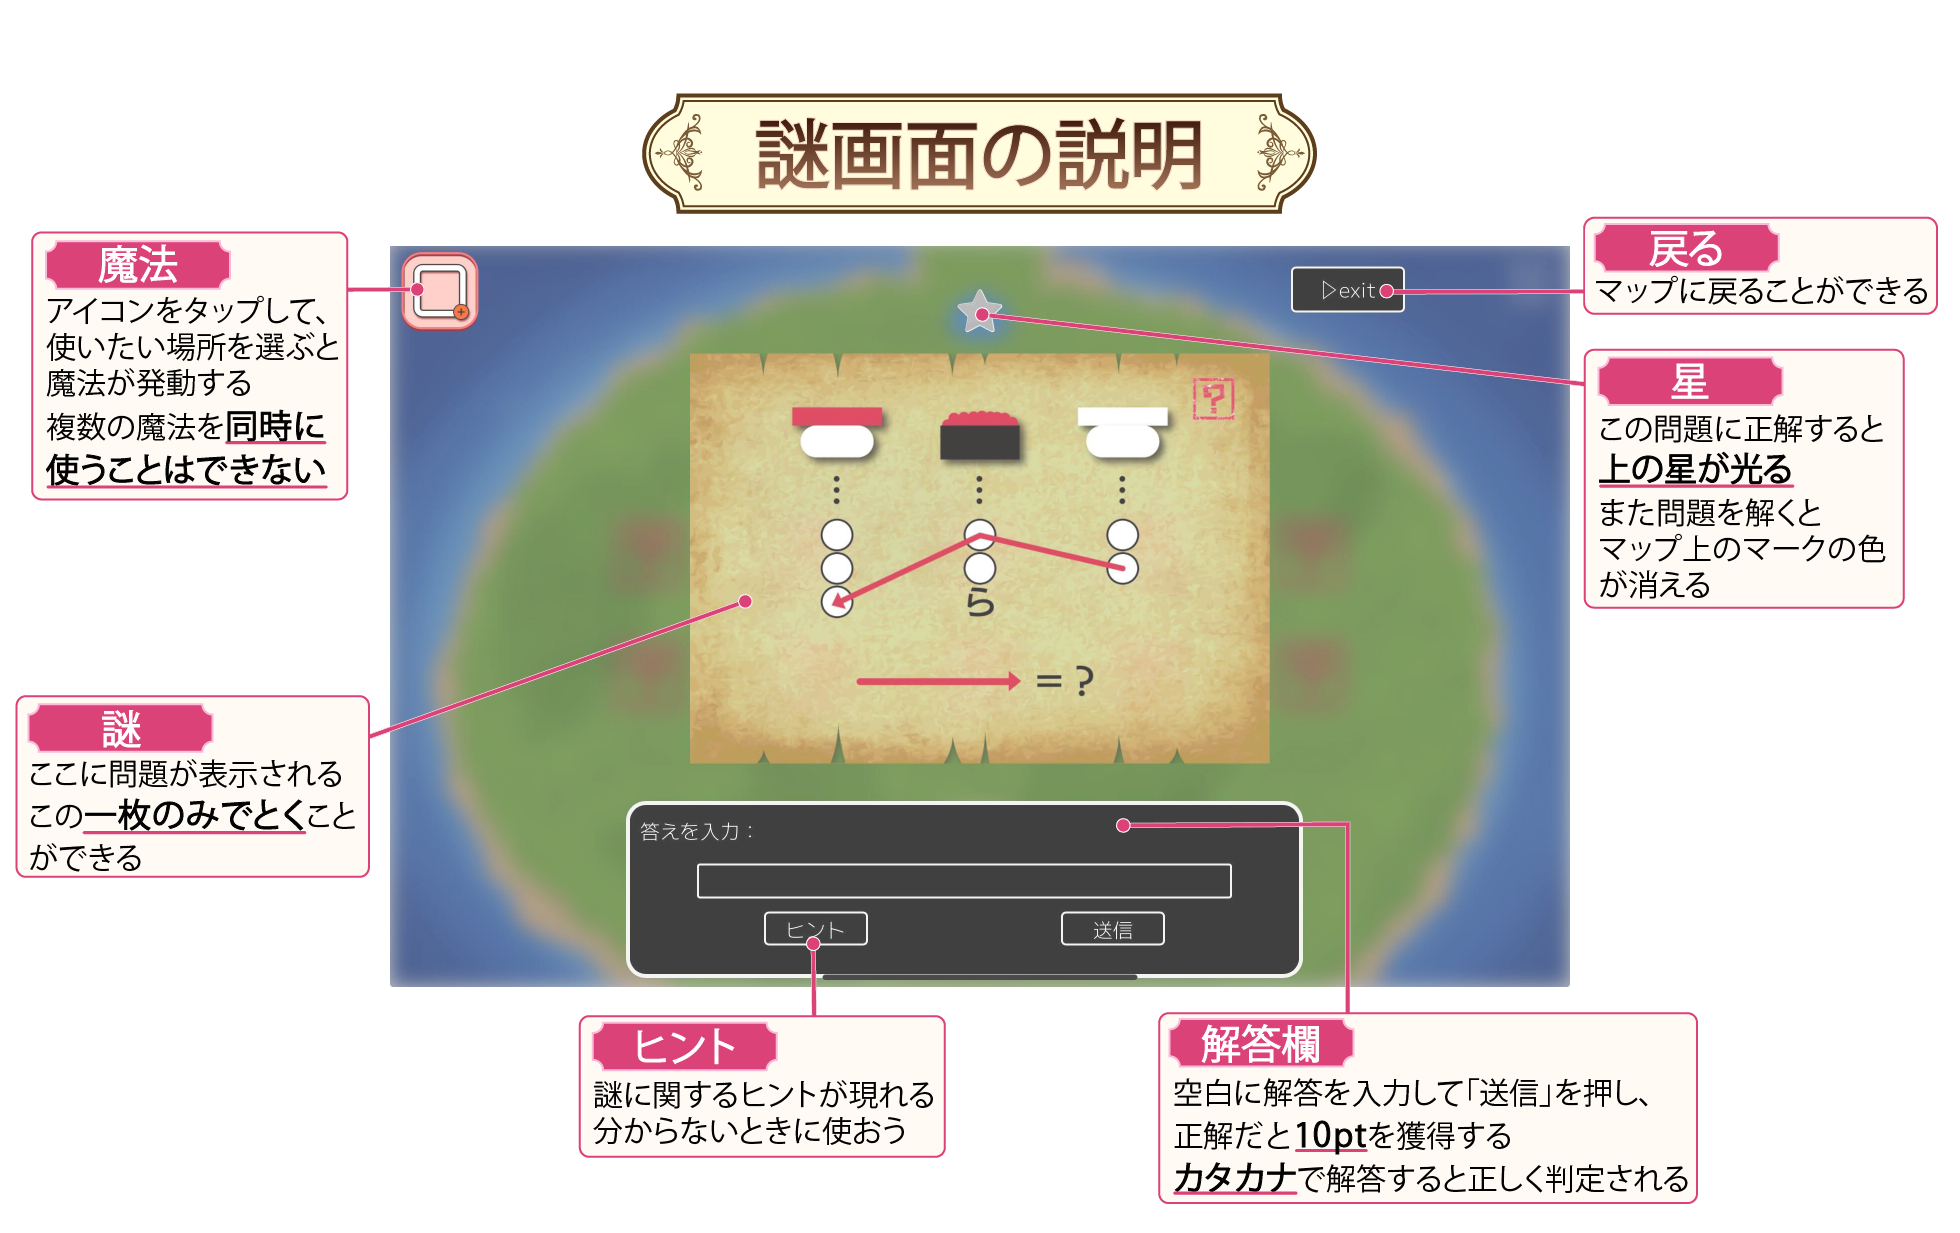 謎画面の説明
魔法
アイコンをタップして、
使いたい場所を選ぶと
魔法が発動する
複数の魔法を同時に
使うことはできない
▷exit
戻る
マップに戻ることができる
星
この問題に正解すると
上の星が光る
また問題を解くと
マップ上のマークの色
が消える
?
ら
= ?
謎
ここに問題が表示される
この一枚のみでとくこと
ができる
答えを入力：
ヒント
送信
ヒント
謎に関するヒントが現れる
分からないときに使おう
解答欄
空白に解答を入力して「送信」を押し、
正解だと10ptを獲得する
カタカナで解答すると正しく判定される